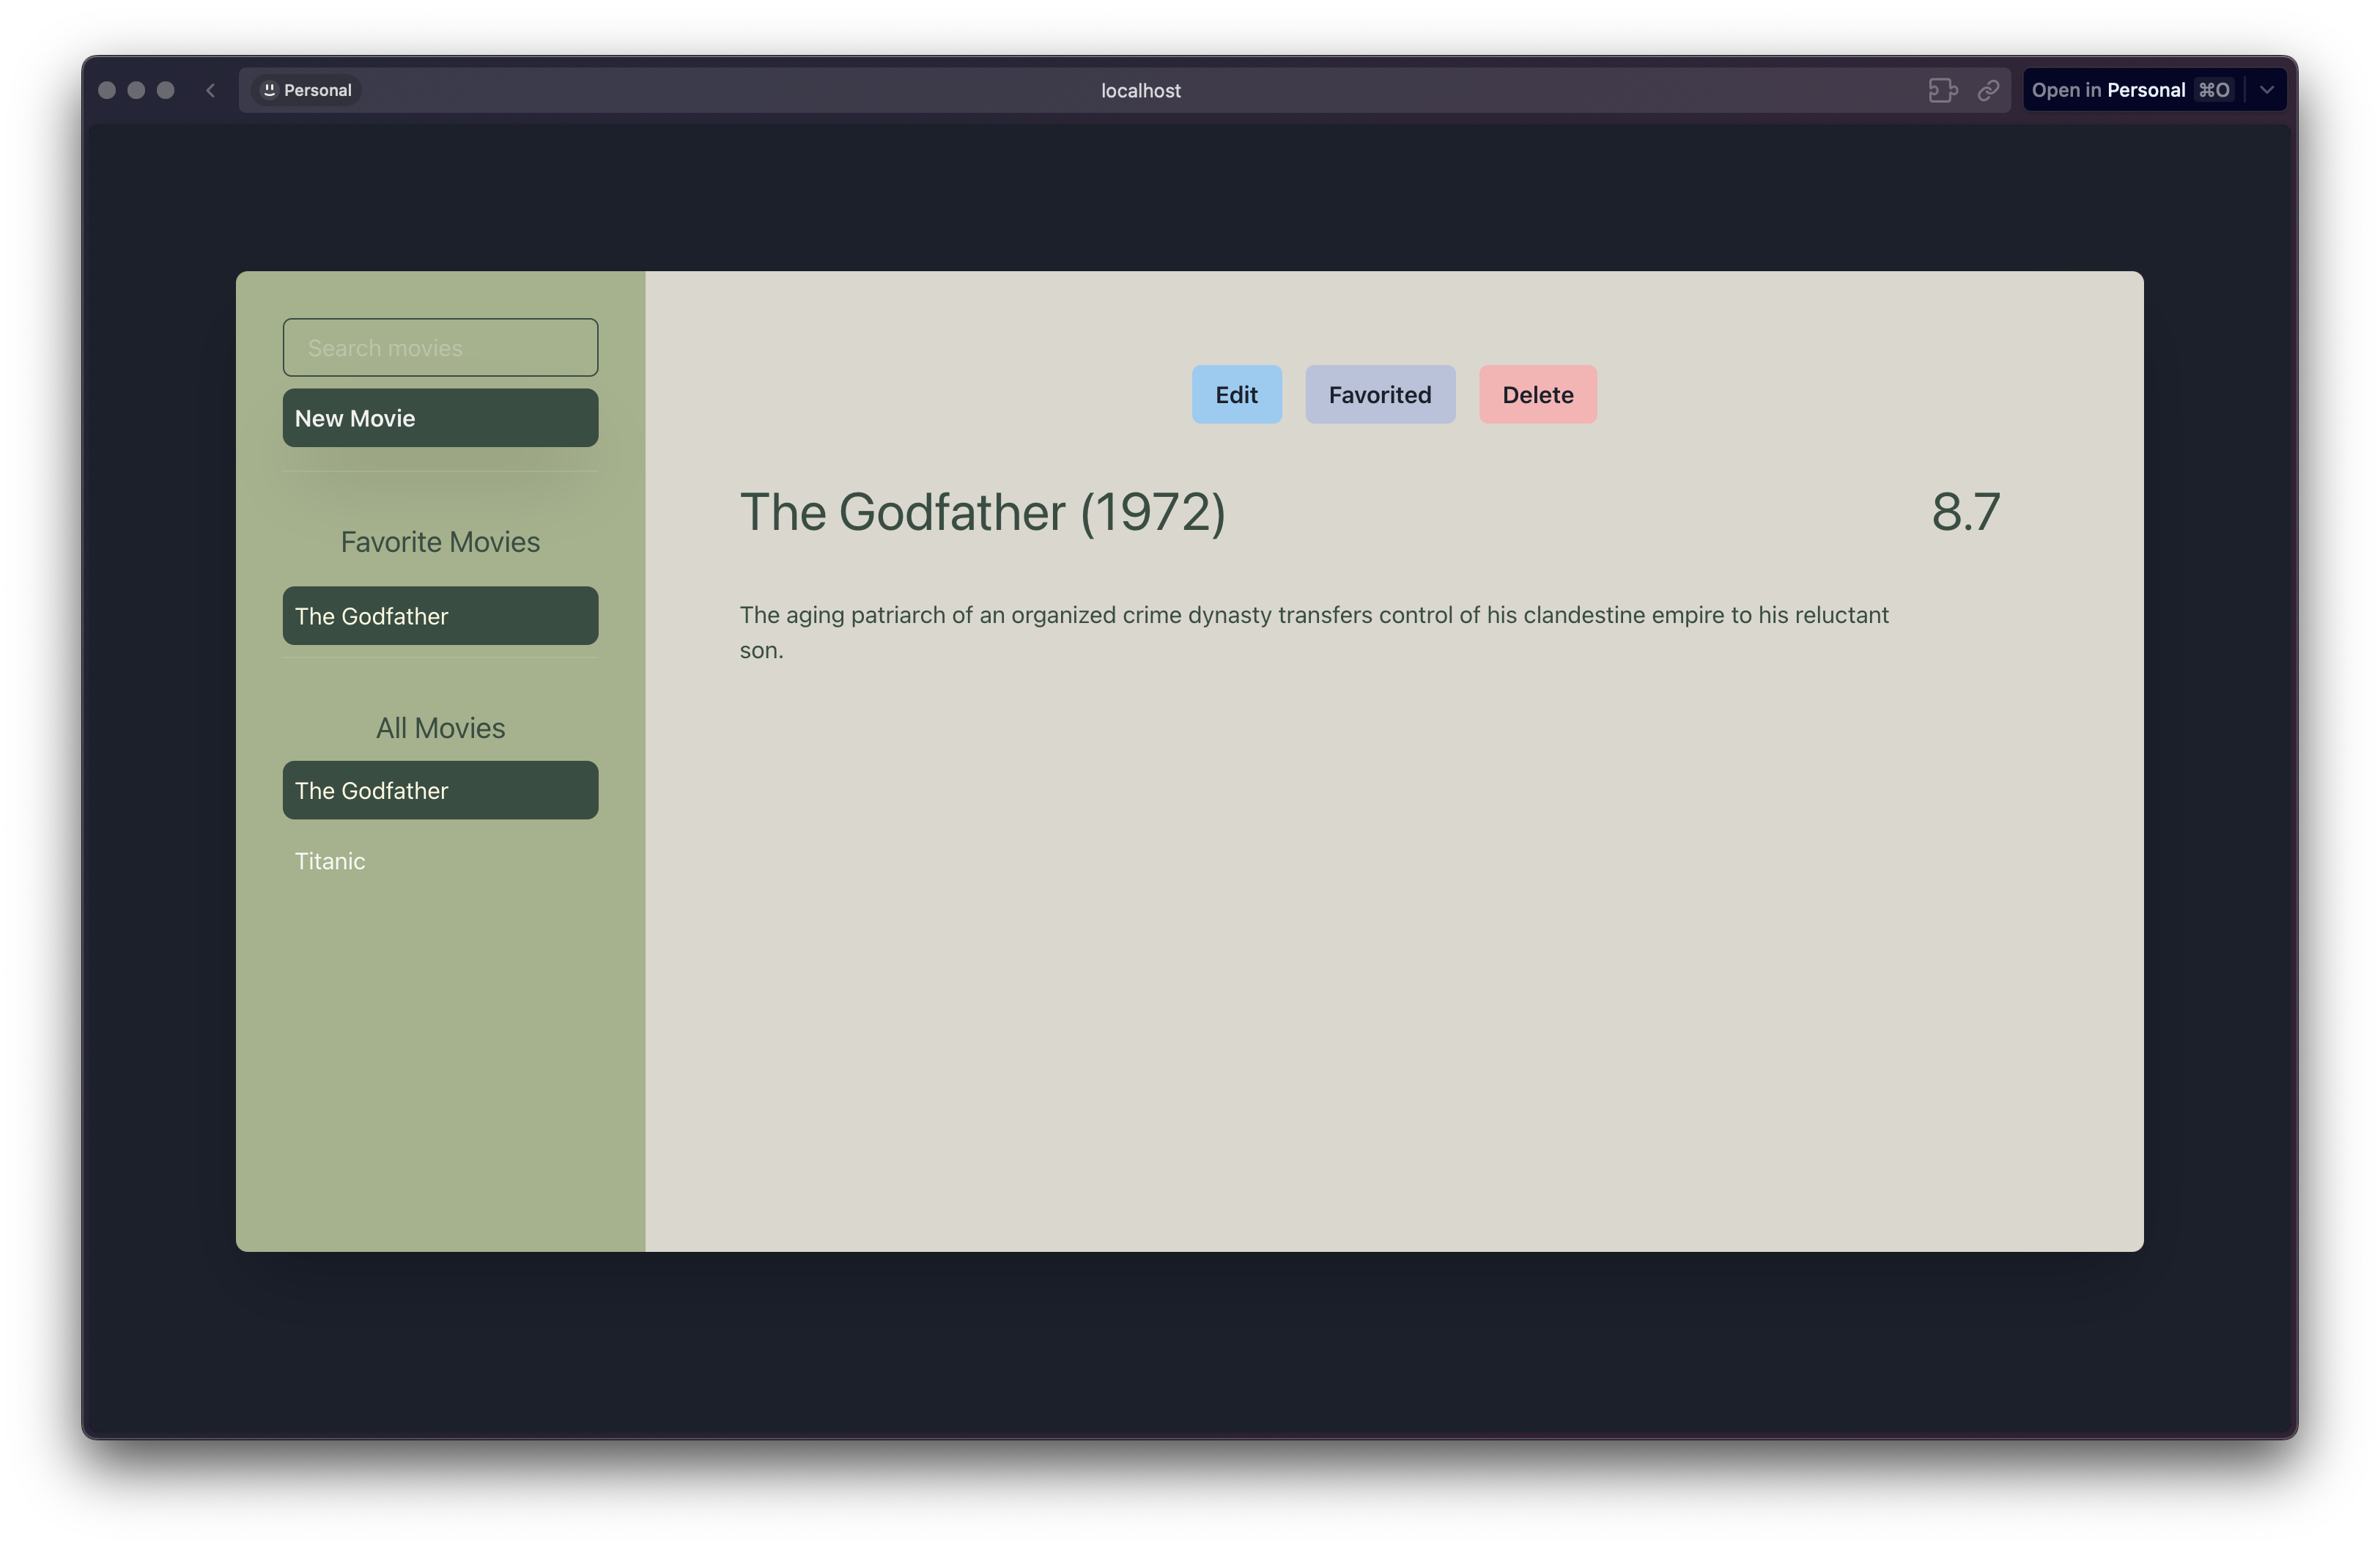 Personal
localhost
Open in Personal ⌘O
Search movies
New Movie
Favorite Movies
The Godfather
All Movies
The Godfather
Titanic
Edit Favorited Delete
The Godfather (1972) 8.7
The aging patriarch of an organized crime dynasty transfers control of his clandestine empire to his reluctant
son.